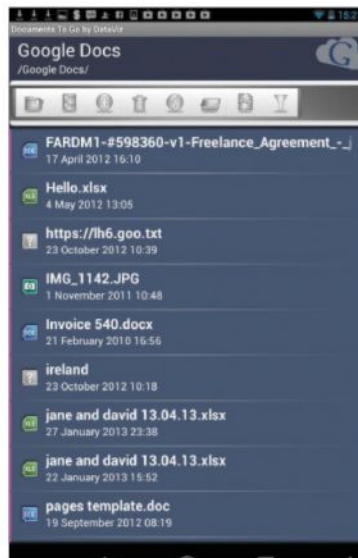 Documents To Go by DataViz
Google Docs
/Google Docs/
FARDM1-#598360-v1-Freelance_Agreement_-_
17 April 2012 16:10
Hello.xlsx
4 May 2012 13:05
https://lh6.goo.txt
23 October 2012 10:39
IMG_1142.JPG
1 November 2011 10:48
Invoice 540.docx
21 February 2010 16:56
ireland
23 October 2012 10:18
jane and david 13.04.13.xlsx
27 January 2013 23:38
jane and david 13.04.13.xlsx
22 January 2013 15:52
pages template.doc
19 September 2012 08:19